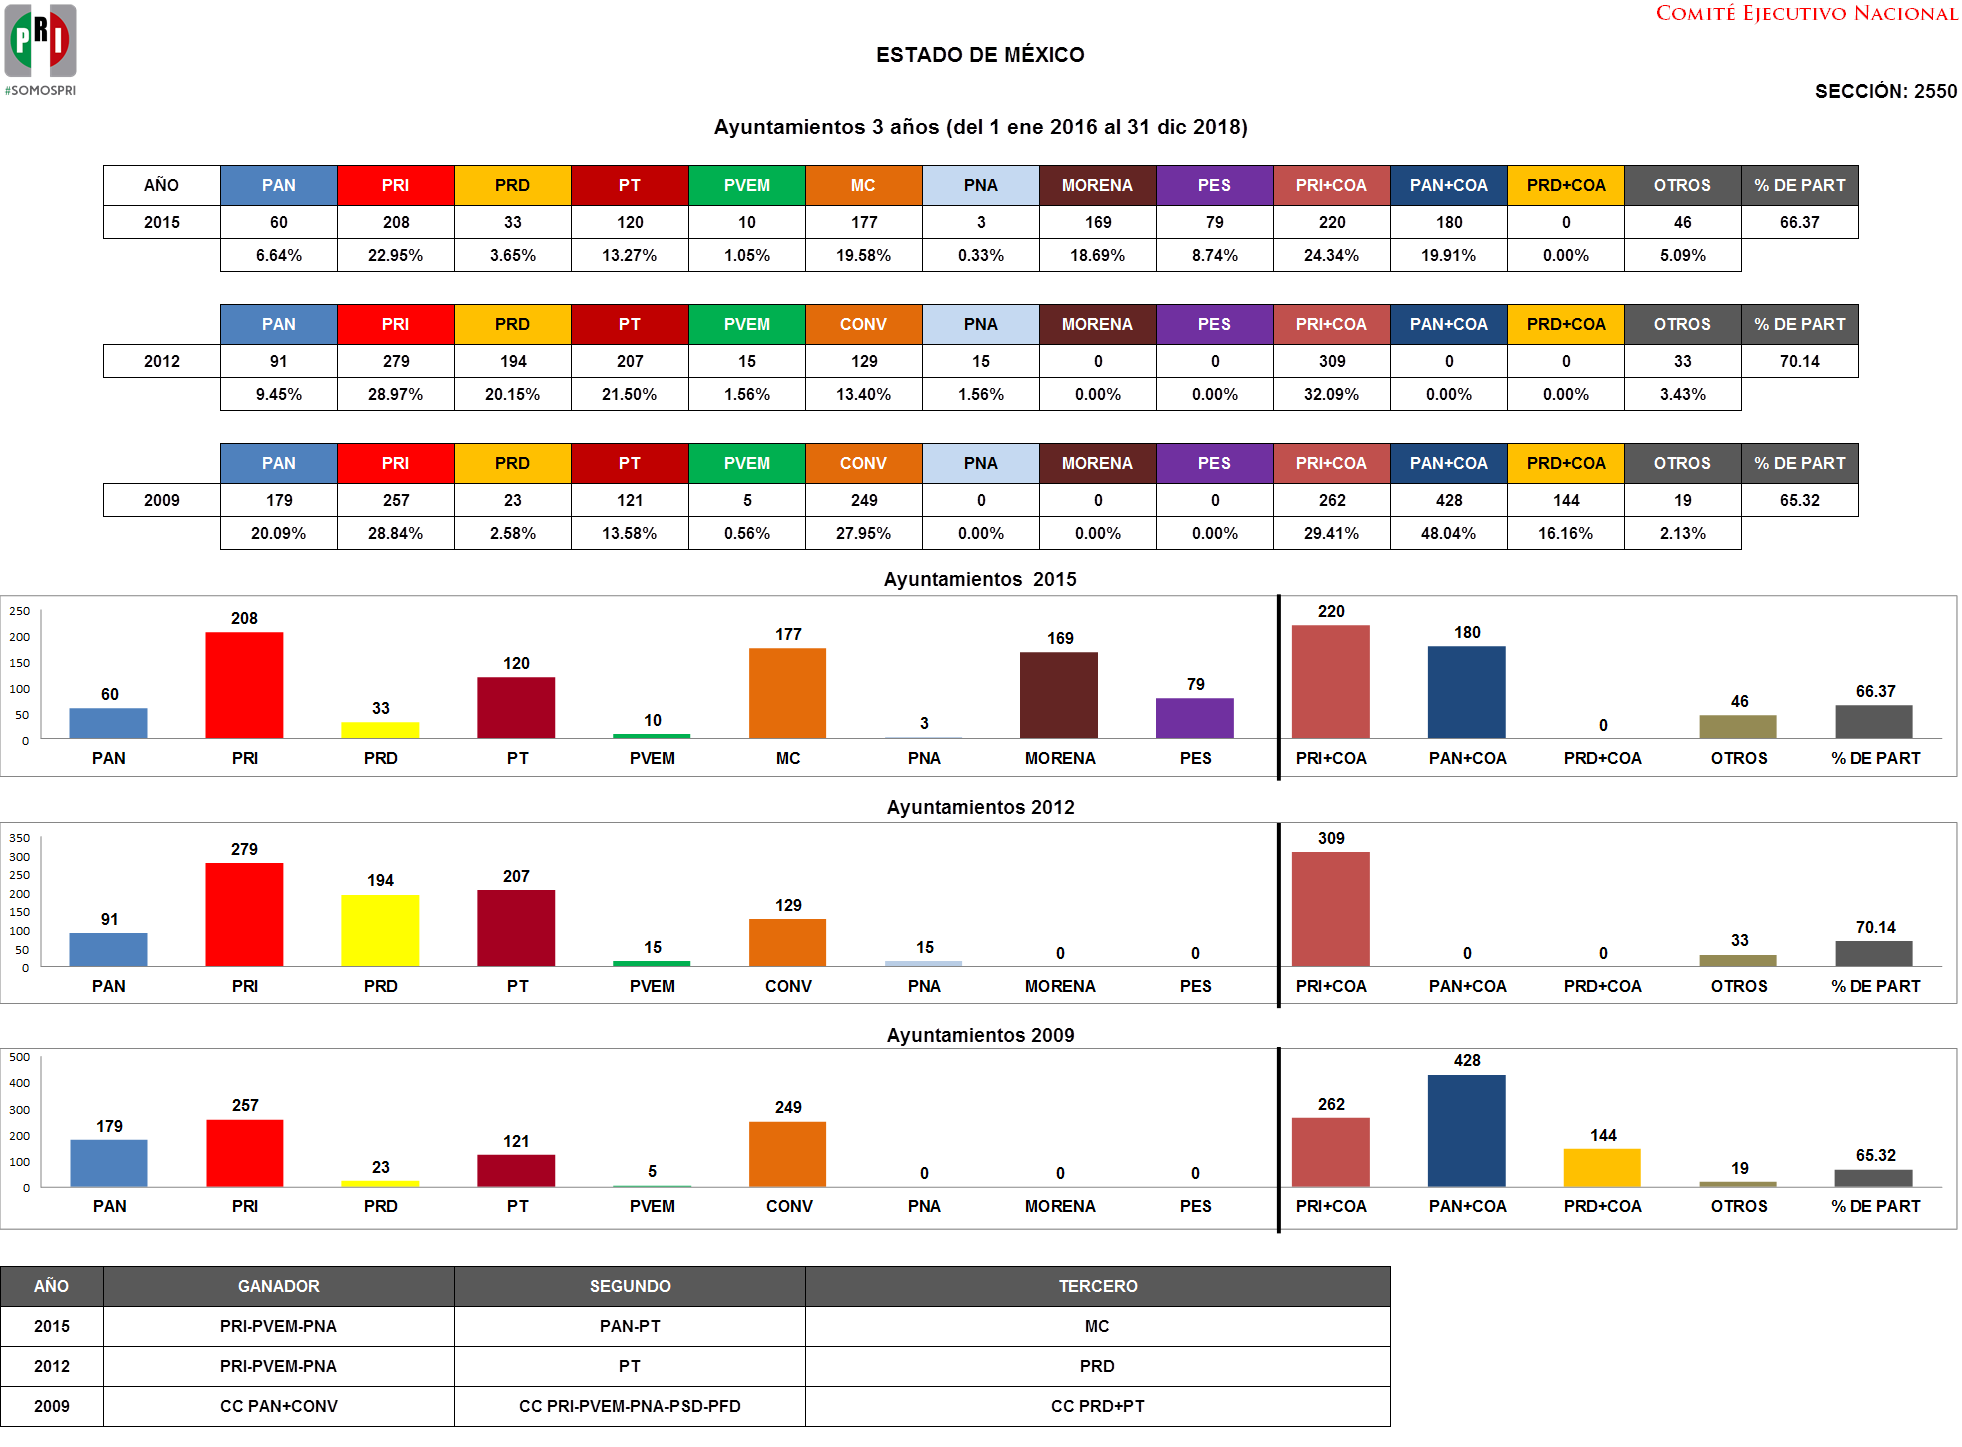 PRI
#SOMOSPRI
COMITÉ EJECUTIVO NACIONAL
ESTADO DE MÉXICO
SECCIÓN: 2550
Ayuntamientos 3 años (del 1 ene 2016 al 31 dic 2018)
AÑO PAN PRI PRD PT PVEM MC PNA MORENA PES PRI+COA PAN+COA PRD+COA OTROS % DE PART
2015 60 208 33 120 10 177 3 169 79 220 180 0 46 66.37
6.64% 22.95% 3.65% 13.27% 1.05% 19.58% 0.33% 18.69% 8.74% 24.34% 19.91% 0.00% 5.09%
PAN PRI PRD PT PVEM CONV PNA MORENA PES PRI+COA PAN+COA PRD+COA OTROS % DE PART
2012 91 279 194 207 15 129 15 0 0 309 0 0 33 70.14
9.45% 28.97% 20.15% 21.50% 1.56% 13.40% 1.56% 0.00% 0.00% 32.09% 0.00% 0.00% 3.43%
PAN PRI PRD PT PVEM CONV PNA MORENA PES PRI+COA PAN+COA PRD+COA OTROS % DE PART
2009 179 257 23 121 5 249 0 0 0 262 428 144 19 65.32
20.09% 28.84% 2.58% 13.58% 0.56% 27.95% 0.00% 0.00% 0.00% 29.41% 48.04% 16.16% 2.13%
Ayuntamientos 2015
250
200
150
100
50
0
60 208 33 120 10 177 3 169 79 220 180 0 46 66.37
PAN PRI PRD PT PVEM MC PNA MORENA PES PRI+COA PAN+COA PRD+COA OTROS % DE PART
Ayuntamientos 2012
350
300
250
200
150
100
50
0
91 279 194 207 15 129 15 0 0 309 0 0 33 70.14
PAN PRI PRD PT PVEM CONV PNA MORENA PES PRI+COA PAN+COA PRD+COA OTROS % DE PART
Ayuntamientos 2009
500
400
300
200
100
0
179 257 23 121 5 249 0 0 0 262 428 144 19 65.32
PAN PRI PRD PT PVEM CONV PNA MORENA PES PRI+COA PAN+COA PRD+COA OTROS % DE PART
AÑO GANADOR SEGUNDO TERCERO
2015 PRI-PVEM-PNA PAN-PT MC
2012 PRI-PVEM-PNA PT PRD
2009 CC PAN+CONV CC PRI-PVEM-PNA-PSD-PFD CC PRD+PT